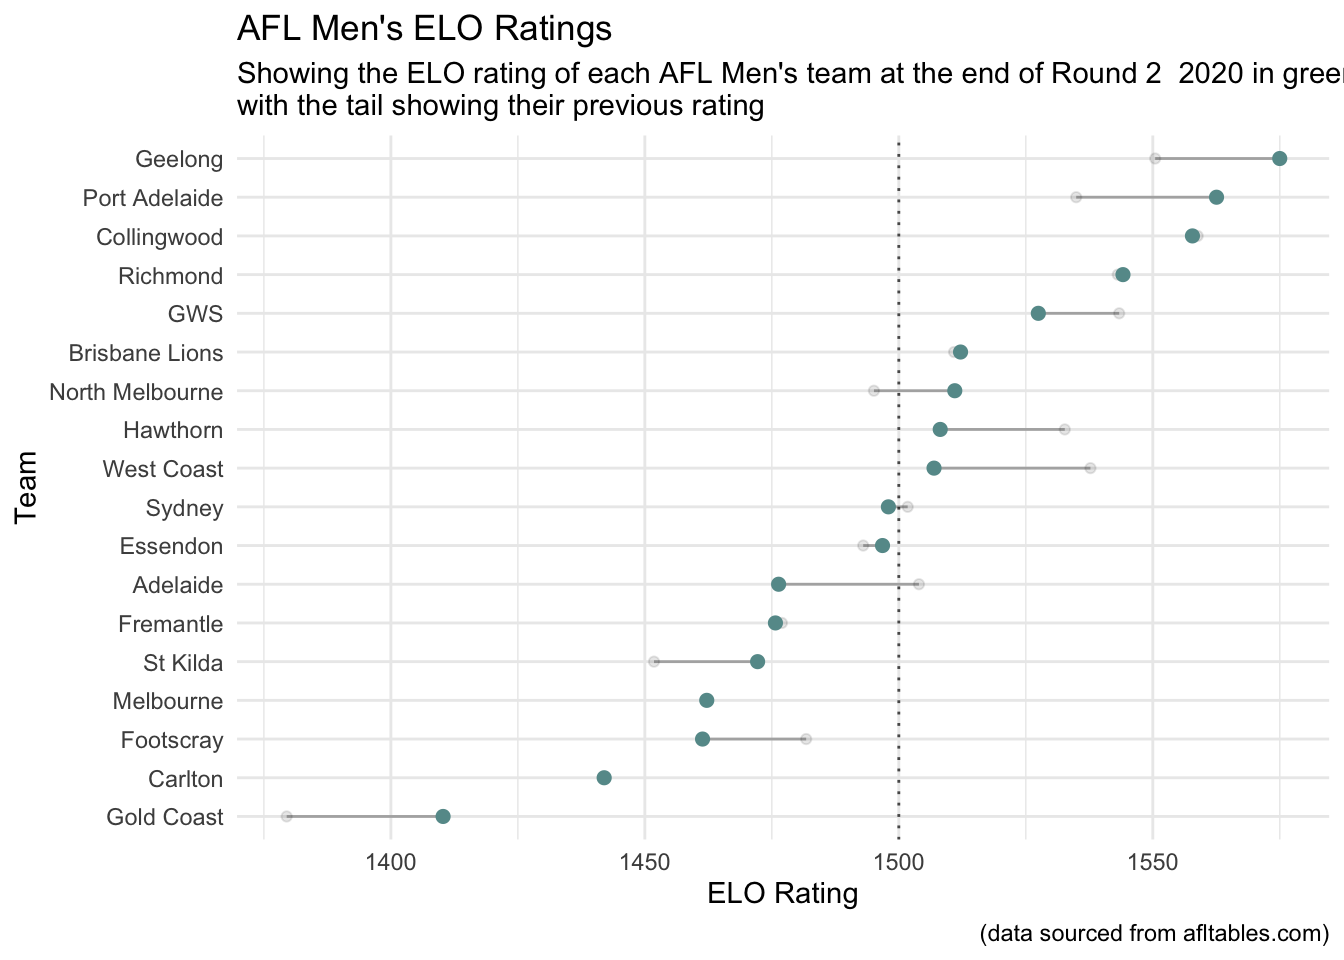 AFL Men's ELO Ratings
Showing the ELO rating of each AFL Men's team at the end of Round 2  2020 in
with the tail showing their previous rating
Geelong
Port Adelaide
Collingwood
Richmond
GWS
Brisbane Lions
North Melbourne
Hawthorn
West Coast
Sydney
Essendon
Adelaide
Fremantle
St Kilda
Melbourne
Footscray
Carlton
Gold Coast
Team
1400 1450 1500 1550
ELO Rating
(data sourced from afltables.com)